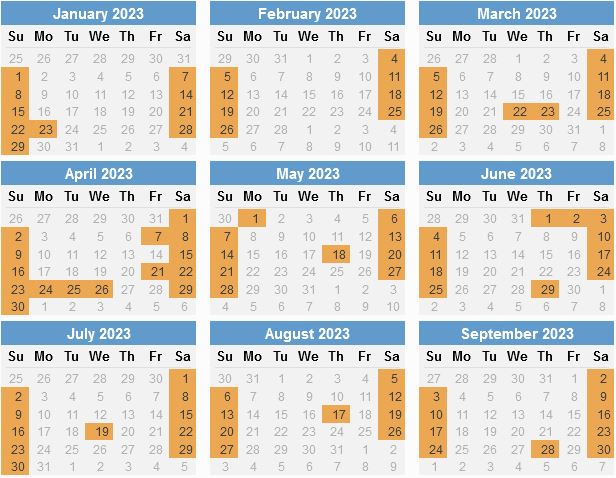 January 2023
Su Mo Tu We Th Fr Sa
25 26 27 28 29 30 31
1 2 3 4 5 6 7
8 9 10 11 12 13 14
15 16 17 18 19 20 21
22 23 24 25 26 27 28
29 30 31 1 2 3 4
February 2023
Su Mo Tu We Th Fr Sa
29 30 31 1 2 3 4
5 6 7 8 9 10 11
12 13 14 15 16 17 18
19 20 21 22 23 24 25
26 27 28 1 2 3 4
5 6 7 8 9 10 11
March 2023
Su Mo Tu We Th Fr Sa
26 27 28 1 2 3 4
5 6 7 8 9 10 11
12 13 14 15 16 17 18
19 20 21 22 23 24 25
26 27 28 29 30 31 1
2 3 4 5 6 7 8
April 2023
Su Mo Tu We Th Fr Sa
26 27 28 29 30 31 1
2 3 4 5 6 7 8
9 10 11 12 13 14 15
16 17 18 19 20 21 22
23 24 25 26 27 28 29
30 1 2 3 4 5 6
May 2023
Su Mo Tu We Th Fr Sa
30 1 2 3 4 5 6
7 8 9 10 11 12 13
14 15 16 17 18 19 20
21 22 23 24 25 26 27
28 29 30 31 1 2 3
4 5 6 7 8 9 10
June 2023
Su Mo Tu We Th Fr Sa
28 29 30 31 1 2 3
4 5 6 7 8 9 10
11 12 13 14 15 16 17
18 19 20 21 22 23 24
25 26 27 28 29 30 1
2 3 4 5 6 7 8
July 2023
Su Mo Tu We Th Fr Sa
25 26 27 28 29 30 1
2 3 4 5 6 7 8
9 10 11 12 13 14 15
16 17 18 19 20 21 22
23 24 25 26 27 28 29
30 31 1 2 3 4 5
August 2023
Su Mo Tu We Th Fr Sa
30 31 1 2 3 4 5
6 7 8 9 10 11 12
13 14 15 16 17 18 19
20 21 22 23 24 25 26
27 28 29 30 31 1 2
3 4 5 6 7 8 9
September 2023
Su Mo Tu We Th Fr Sa
27 28 29 30 31 1 2
3 4 5 6 7 8 9
10 11 12 13 14 15 16
17 18 19 20 21 22 23
24 25 26 27 28 29 30
1 2 3 4 5 6 7